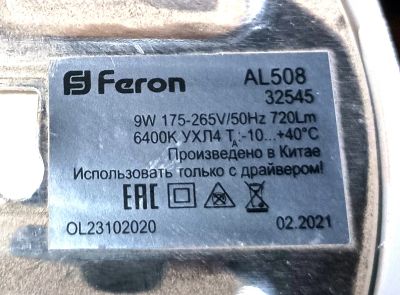 Feron AL508
32545
9W 175-265V/50Hz 720Lm
6400K УХЛ4 TA:-10...+40°C
Произведено в Китае
Использовать только с драйвером!
EAC
OL23102020 02.2021